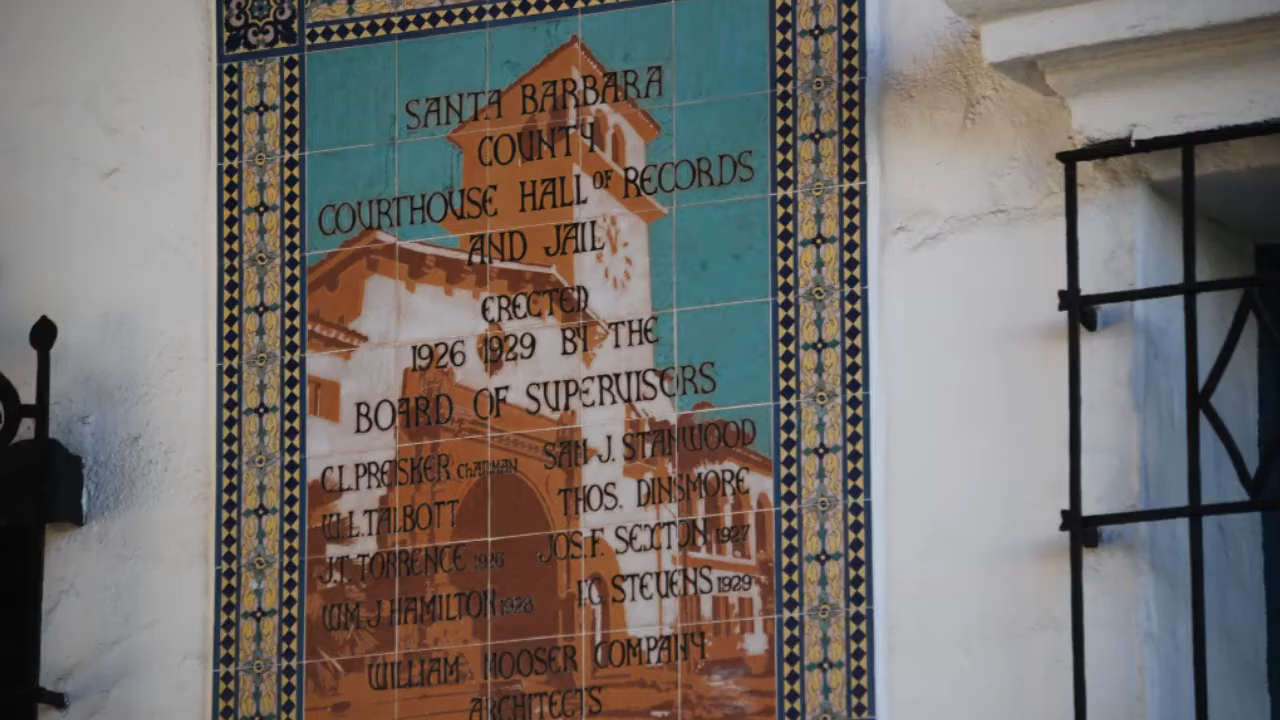 SANTA BARBARA
COUNTY
COURTHOUSE HALL OF RECORDS
AND JAIL
ERECTED
1926 1929 BY THE
BOARD OF SUPERVISORS
C.L. PREISKER CHAIRMAN SAM J. STANWOOD
W.L. TALBOTT THOS. DINSMORE
J.T. TORRENCE 1926 JOS. F. SEXTON 1927
WM. J. HAMILTON 1928 F.C. STEVENS 1929
WILLIAM MOOSER COMPANY
ARCHITECTS